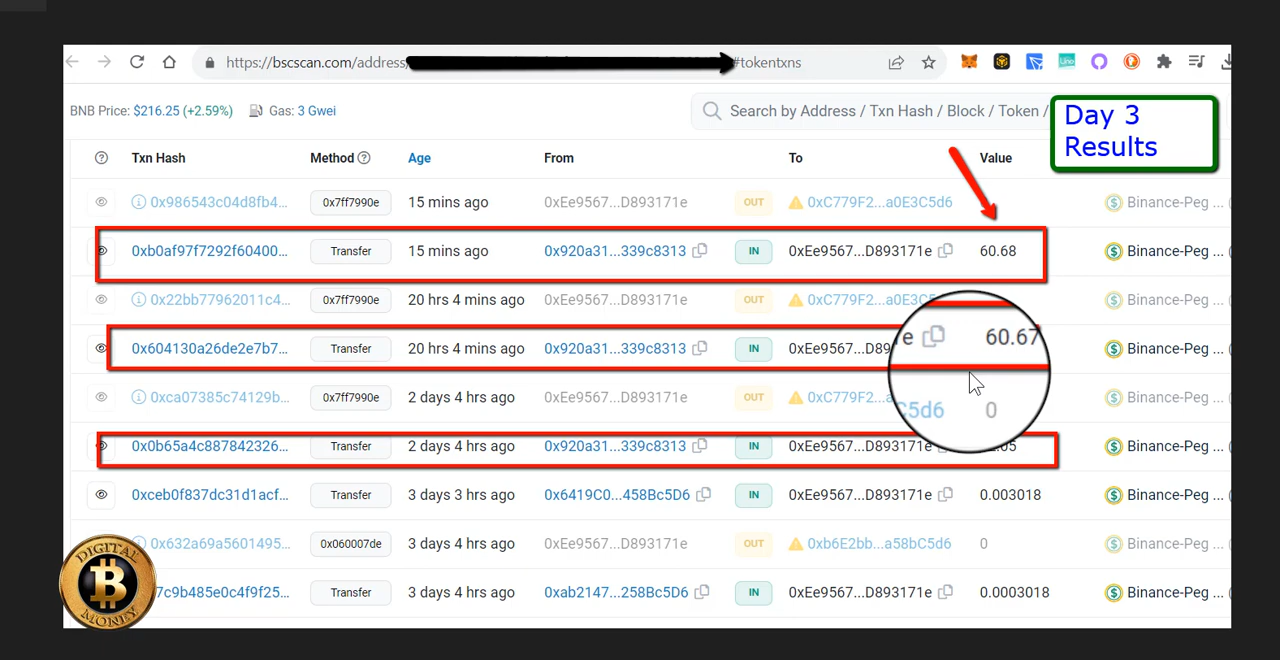 https://bscscan.com/address #tokentxns
BNB Price: $216.25 (+2.59%) Gas: 3 Gwei Search by Address / Txn Hash / Block / Token /
Day 3
Results
Txn Hash Method Age From To Value
0x986543c04d8fb4... 0x7ff7990e 15 mins ago 0xEe9567...D893171e OUT 0xC779F2...a0E3C5d6 Binance-Peg ...
0xb0af97f7292f60400... Transfer 15 mins ago 0x920a31...339c8313 IN 0xEe9567...D893171e 60.68 Binance-Peg ...
0x22bb77962011c4... 0x7ff7990e 20 hrs 4 mins ago 0xEe9567...D893171e OUT 0xC779F2...a0E3C5 Binance-Peg ...
0x604130a26de2e7b7... Transfer 20 hrs 4 mins ago 0x920a31...339c8313 IN 0xEe9567...D89 e 60.67 Binance-Peg ...
0xca07385c74129b... 0x7ff7990e 2 days 4 hrs ago 0xEe9567...D893171e OUT 0xC779F2...a C5d6 0 Binance-Peg ...
0x0b65a4c887842326... Transfer 2 days 4 hrs ago 0x920a31...339c8313 IN 0xEe9567...D893171e Binance-Peg ...
0xceb0f837dc31d1acf... Transfer 3 days 3 hrs ago 0x6419C0...458Bc5D6 IN 0xEe9567...D893171e 0.003018 Binance-Peg ...
0x632a69a5601495... 0x060007de 3 days 4 hrs ago 0xEe9567...D893171e OUT 0xb6E2bb...a58bC5d6 0 Binance-Peg ...
7c9b485e0c4f9f25... Transfer 3 days 4 hrs ago 0xab2147...258Bc5D6 IN 0xEe9567...D893171e 0.0003018 Binance-Peg ...
DIGITAL
B
MONEY